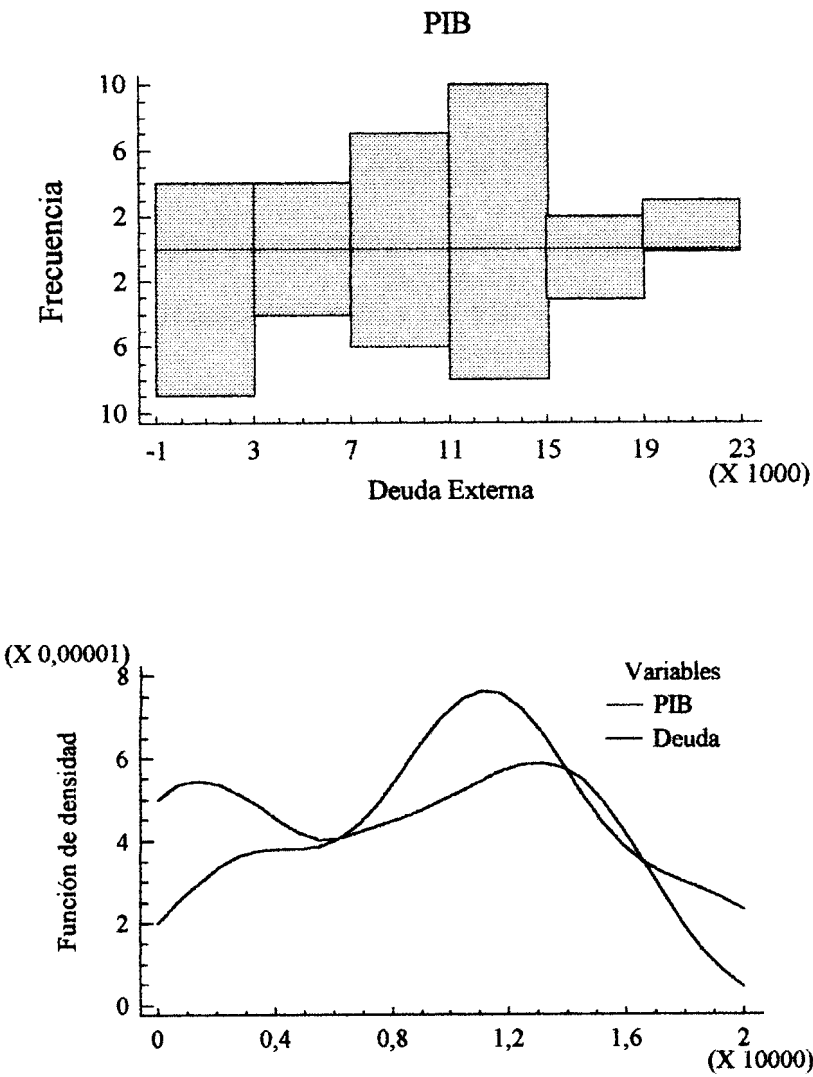 PIB
Frecuencia
10
6
2
2
6
10
-1 3 7 11 15 19 23
(X 1000)
Deuda Externa
(X 0,00001)
Función de densidad
8
6
4
2
0
Variables
PIB
Deuda
0 0,4 0,8 1,2 1,6 2
(X 10000)